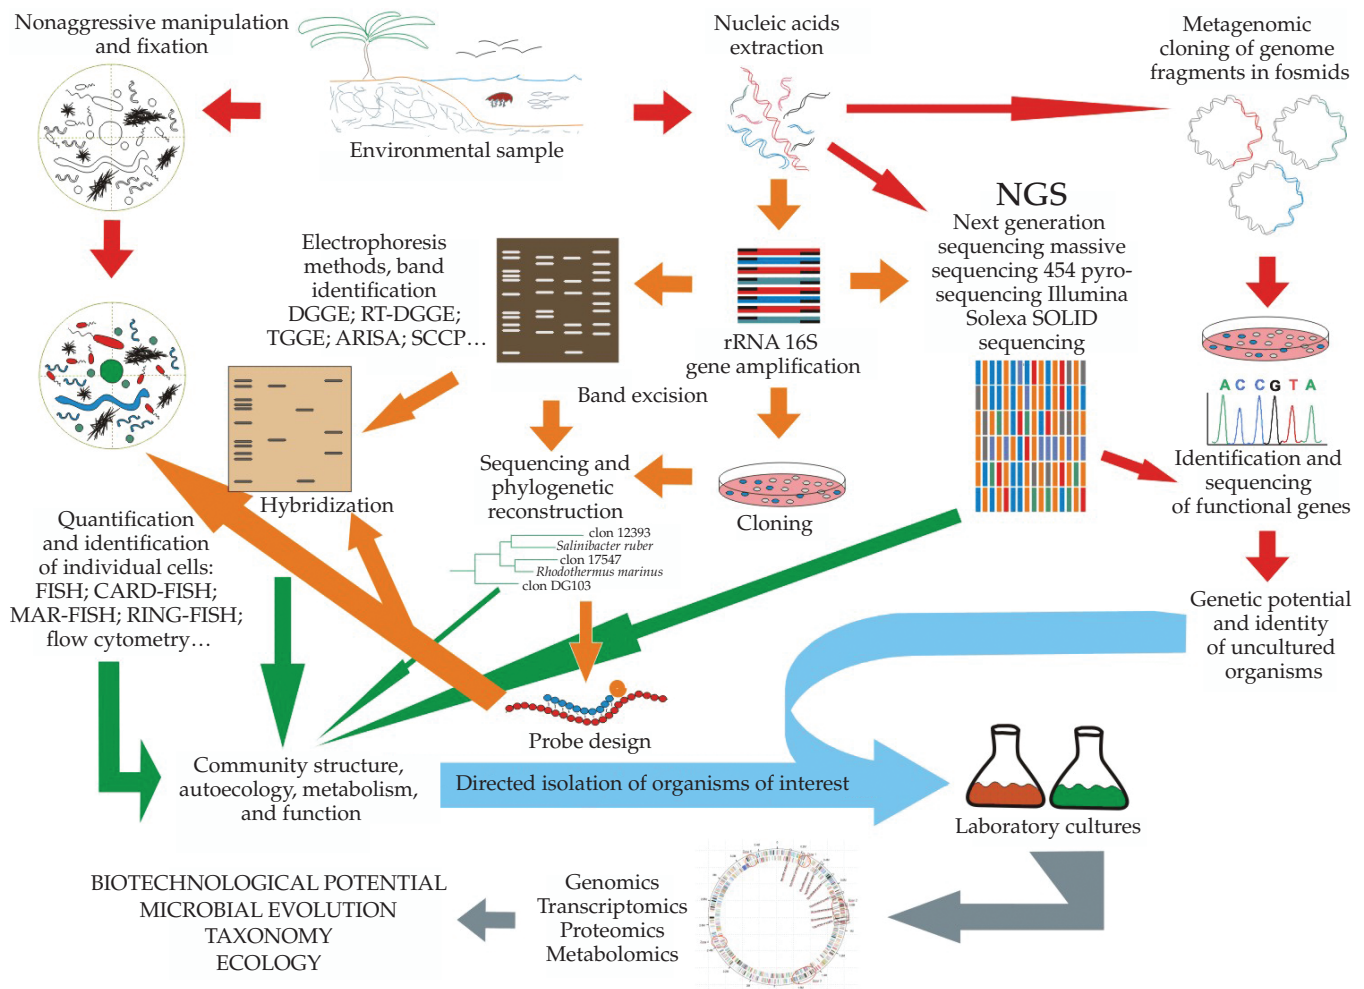 Nonaggressive manipulation
and fixation
Environmental sample
Nucleic acids
extraction
Metagenomic
cloning of genome
fragments in fosmids
NGS
Next generation
sequencing massive
sequencing 454 pyro-
sequencing Illumina
Solexa SOLID
sequencing
Electrophoresis
methods, band
identification
DGGE; RT-DGGE;
TGGE; ARISA; SCCP...
rRNA 16S
gene amplification
Band excision
A C C G T A
Identification and
sequencing
of functional genes
Sequencing and
phylogenetic
reconstruction
Cloning
Hybridization
clon 12393
Salinibacter ruber
clon 17547
Rhodothermus marinus
clon DG103
Quantification
and identification
of individual cells:
FISH; CARD-FISH;
MAR-FISH; RING-FISH;
flow cytometry...
Genetic potential
and identity
of uncultured
organisms
Probe design
Community structure,
autoecology, metabolism,
and function
Directed isolation of organisms of interest
Laboratory cultures
BIOTECHNOLOGICAL POTENTIAL
MICROBIAL EVOLUTION
TAXONOMY
ECOLOGY
Genomics
Transcriptomics
Proteomics
Metabolomics